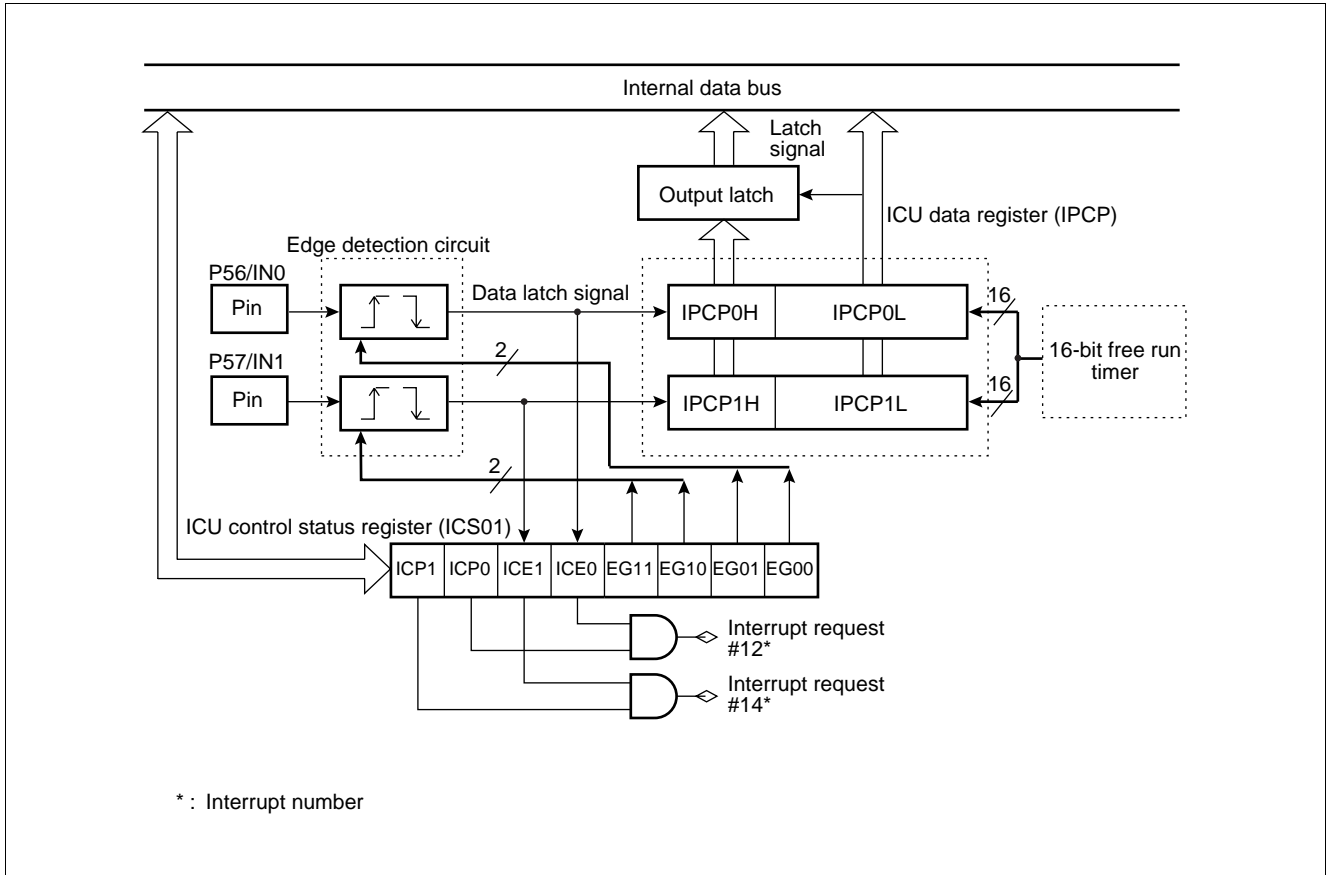 Internal data bus
Latch
signal
Output latch
ICU data register (IPCP)
Edge detection circuit
P56/IN0
Pin
Data latch signal
IPCP0H
IPCP0L
16
2
16-bit free run
timer
P57/IN1
Pin
IPCP1H
IPCP1L
16
2
ICU control status register (ICS01)
ICP1 ICP0 ICE1 ICE0 EG11 EG10 EG01 EG00
Interrupt request
#12*
Interrupt request
#14*
* : Interrupt number